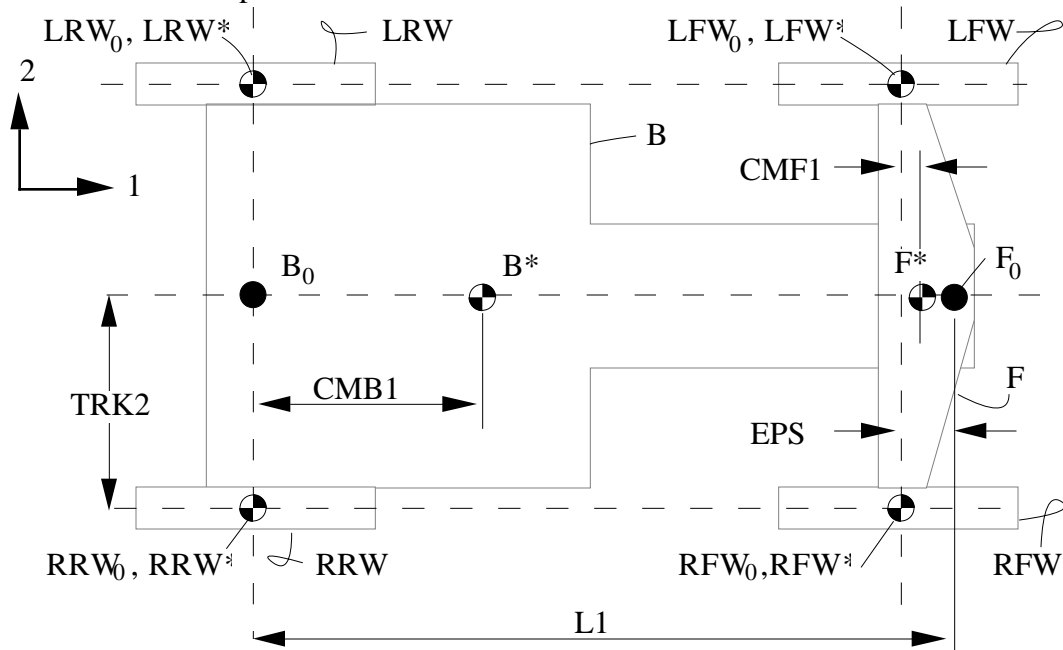 LRW₀, LRW* LRW LFW₀, LFW* LFW
2
B
1 CMF1
B₀ B* F* F₀
CMB1
TRK2 F
EPS
RRW₀, RRW* RRW RFW₀,RFW* RFW
L1